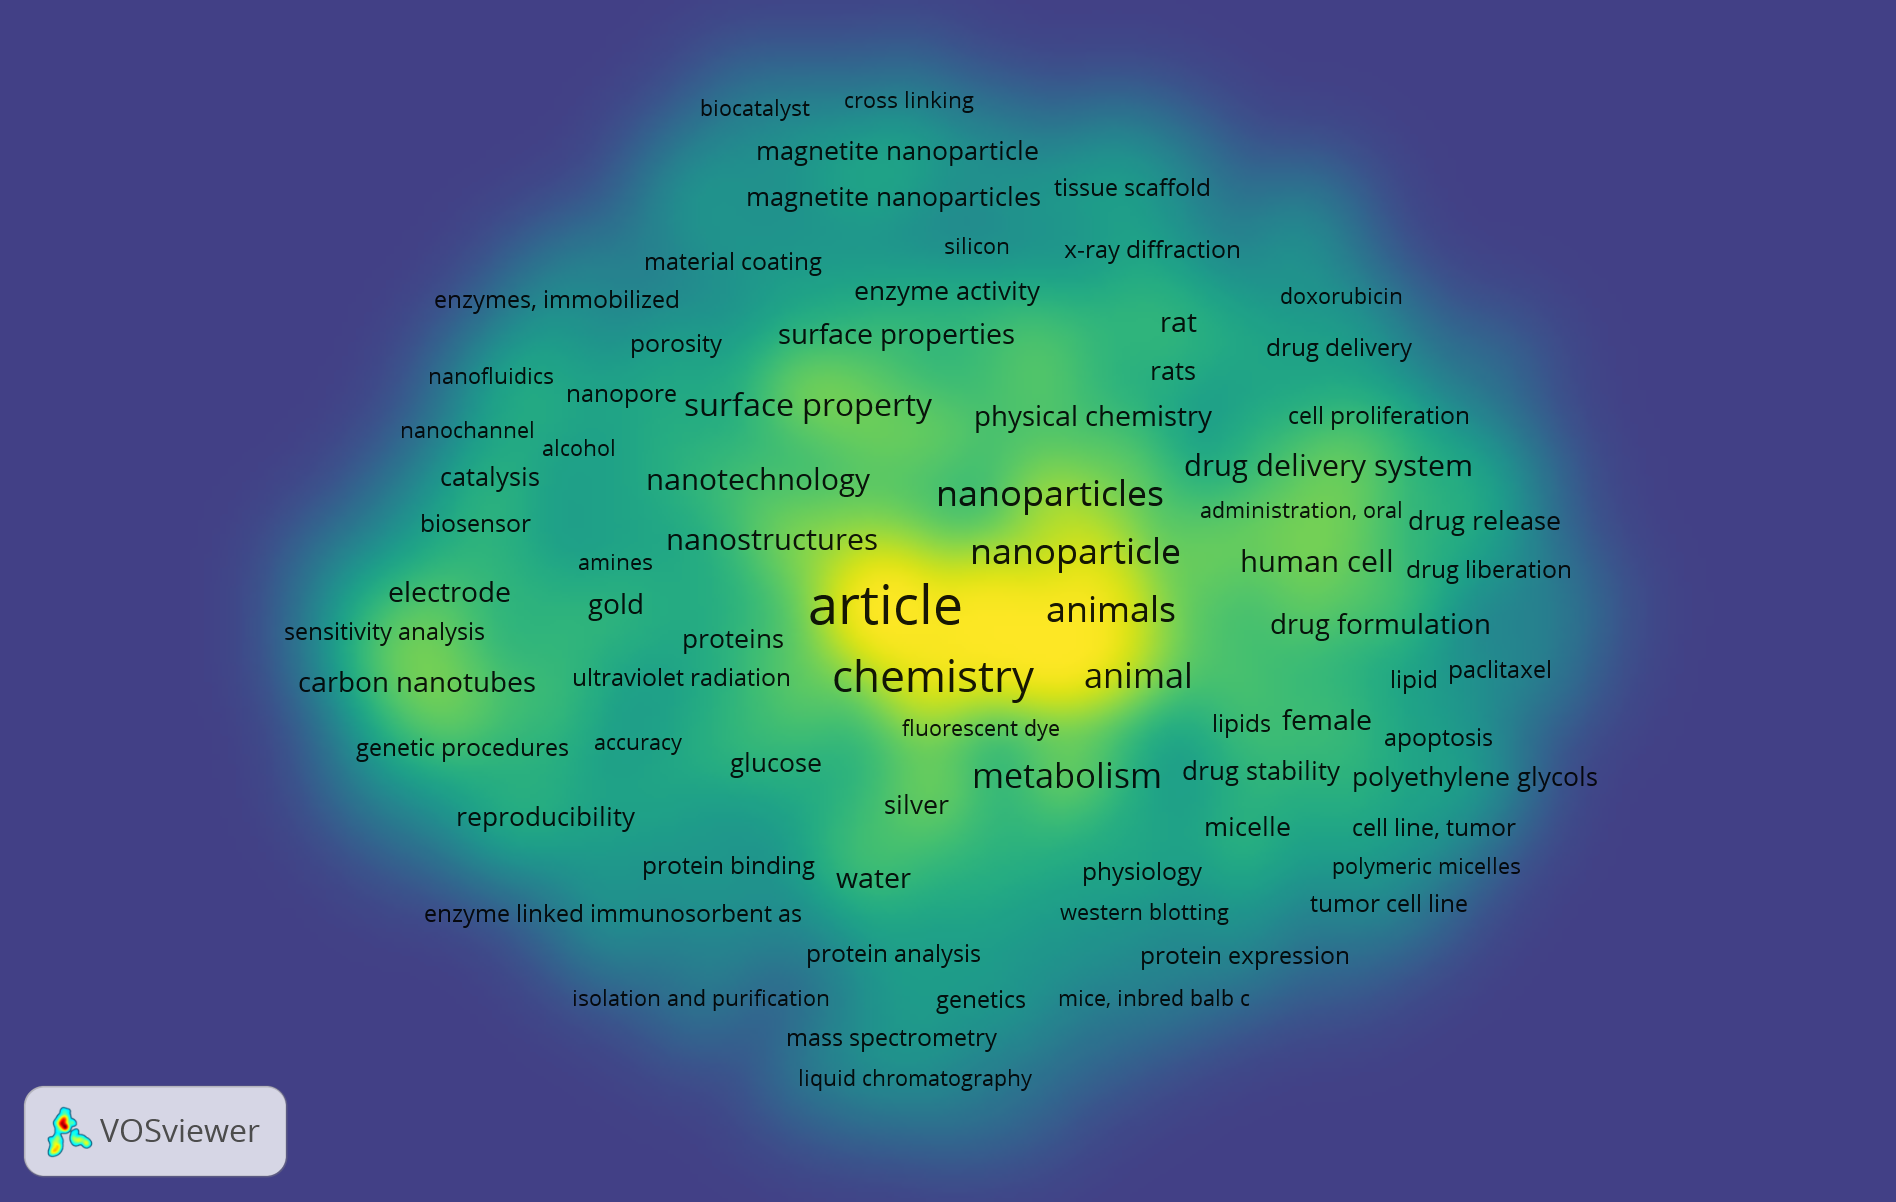 cross linking
biocatalyst
magnetite nanoparticle
tissue scaffold
magnetite nanoparticles
silicon
x-ray diffraction
material coating
enzyme activity
doxorubicin
enzymes, immobilized
rat
surface properties
porosity
drug delivery
rats
nanofluidics
nanopore
surface property
physical chemistry
cell proliferation
nanochannel
alcohol
drug delivery system
catalysis
nanotechnology
nanoparticles
administration, oral
drug release
biosensor
nanostructures
nanoparticle
amines
human cell
drug liberation
electrode
gold
article
animals
drug formulation
sensitivity analysis
proteins
paclitaxel
carbon nanotubes
ultraviolet radiation
chemistry
animal
lipid
fluorescent dye
lipids
female
apoptosis
genetic procedures
accuracy
glucose
metabolism
drug stability
polyethylene glycols
silver
reproducibility
micelle
cell line, tumor
protein binding
water
physiology
polymeric micelles
enzyme linked immunosorbent as
western blotting
tumor cell line
protein analysis
protein expression
isolation and purification
genetics
mice, inbred balb c
mass spectrometry
liquid chromatography
VOSviewer